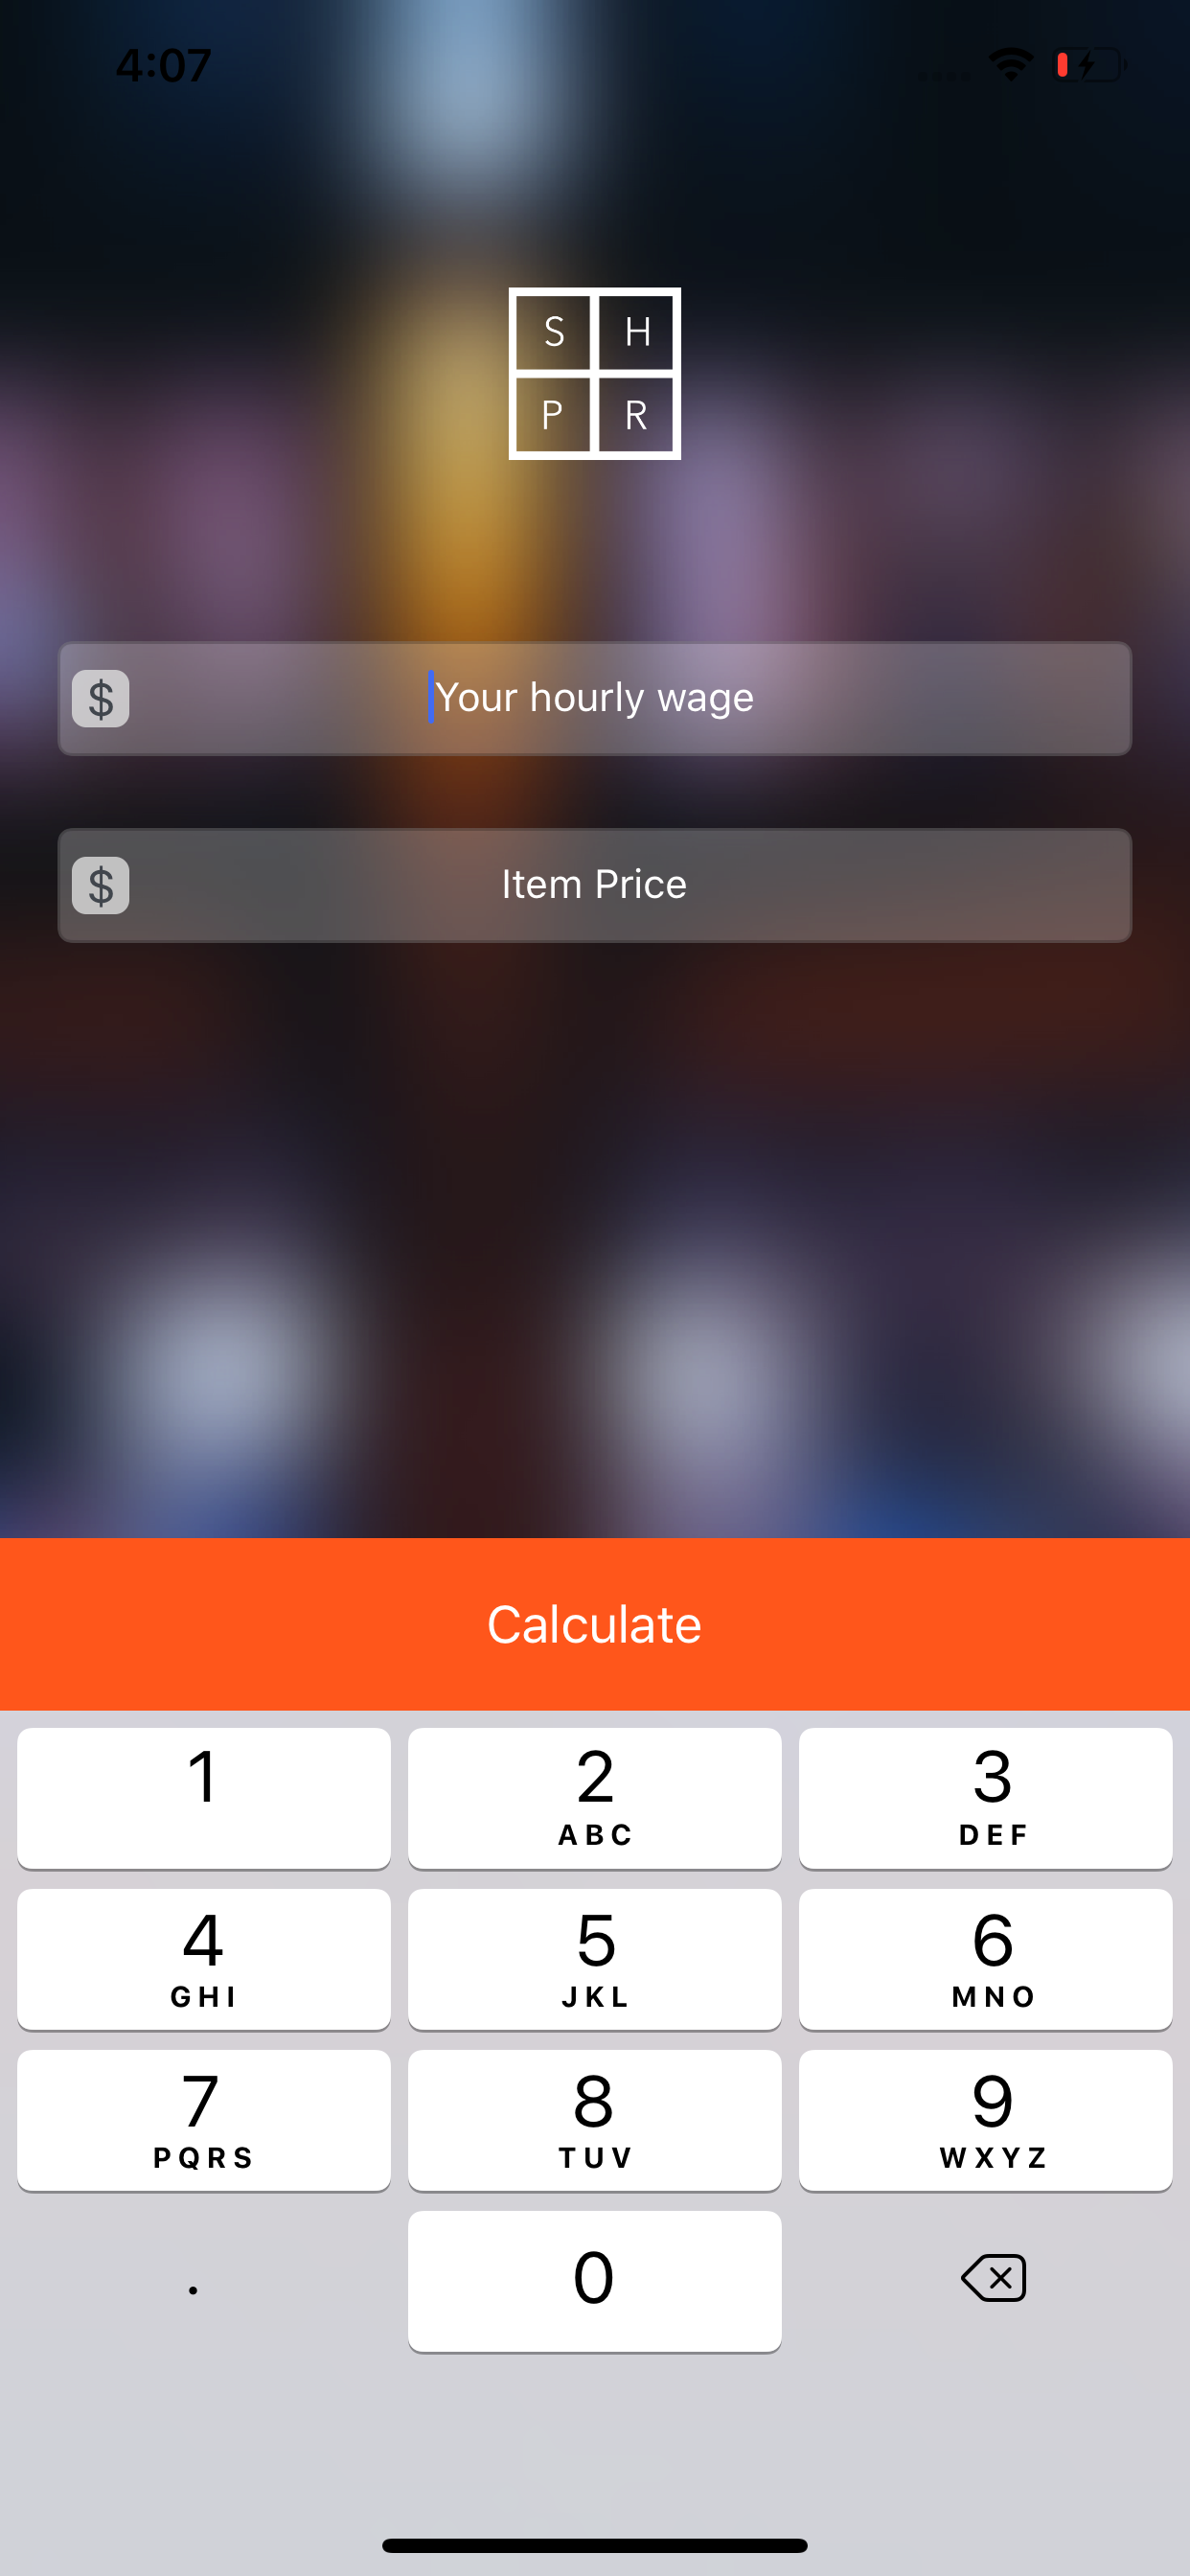 4:07
S H
P R
$ Your hourly wage
$ Item Price
Calculate
1 2 3
ABC DEF
4 5 6
GHI JKL MNO
7 8 9
PQRS TUV WXYZ
. 0